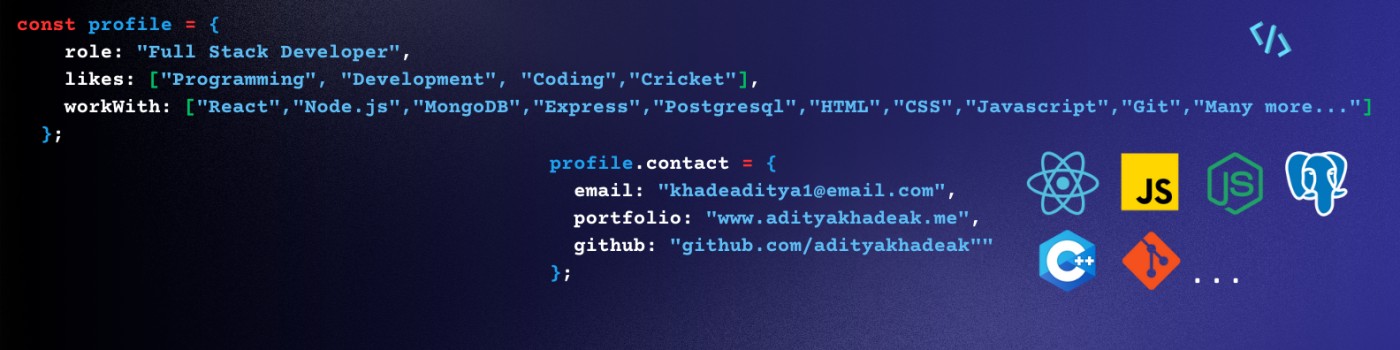 const profile = {
role: "Full Stack Developer",
likes: ["Programming", "Development", "Coding","Cricket"],
workWith: ["React","Node.js","MongoDB","Express","Postgresql","HTML","CSS","Javascript","Git","Many more..."]
};
</>
profile.contact = {
email: "khadeaditya1@email.com",
portfolio: "www.adityakhadeak.me",
github: "github.com/adityakhadeak""
};
JS
JS
C++
...